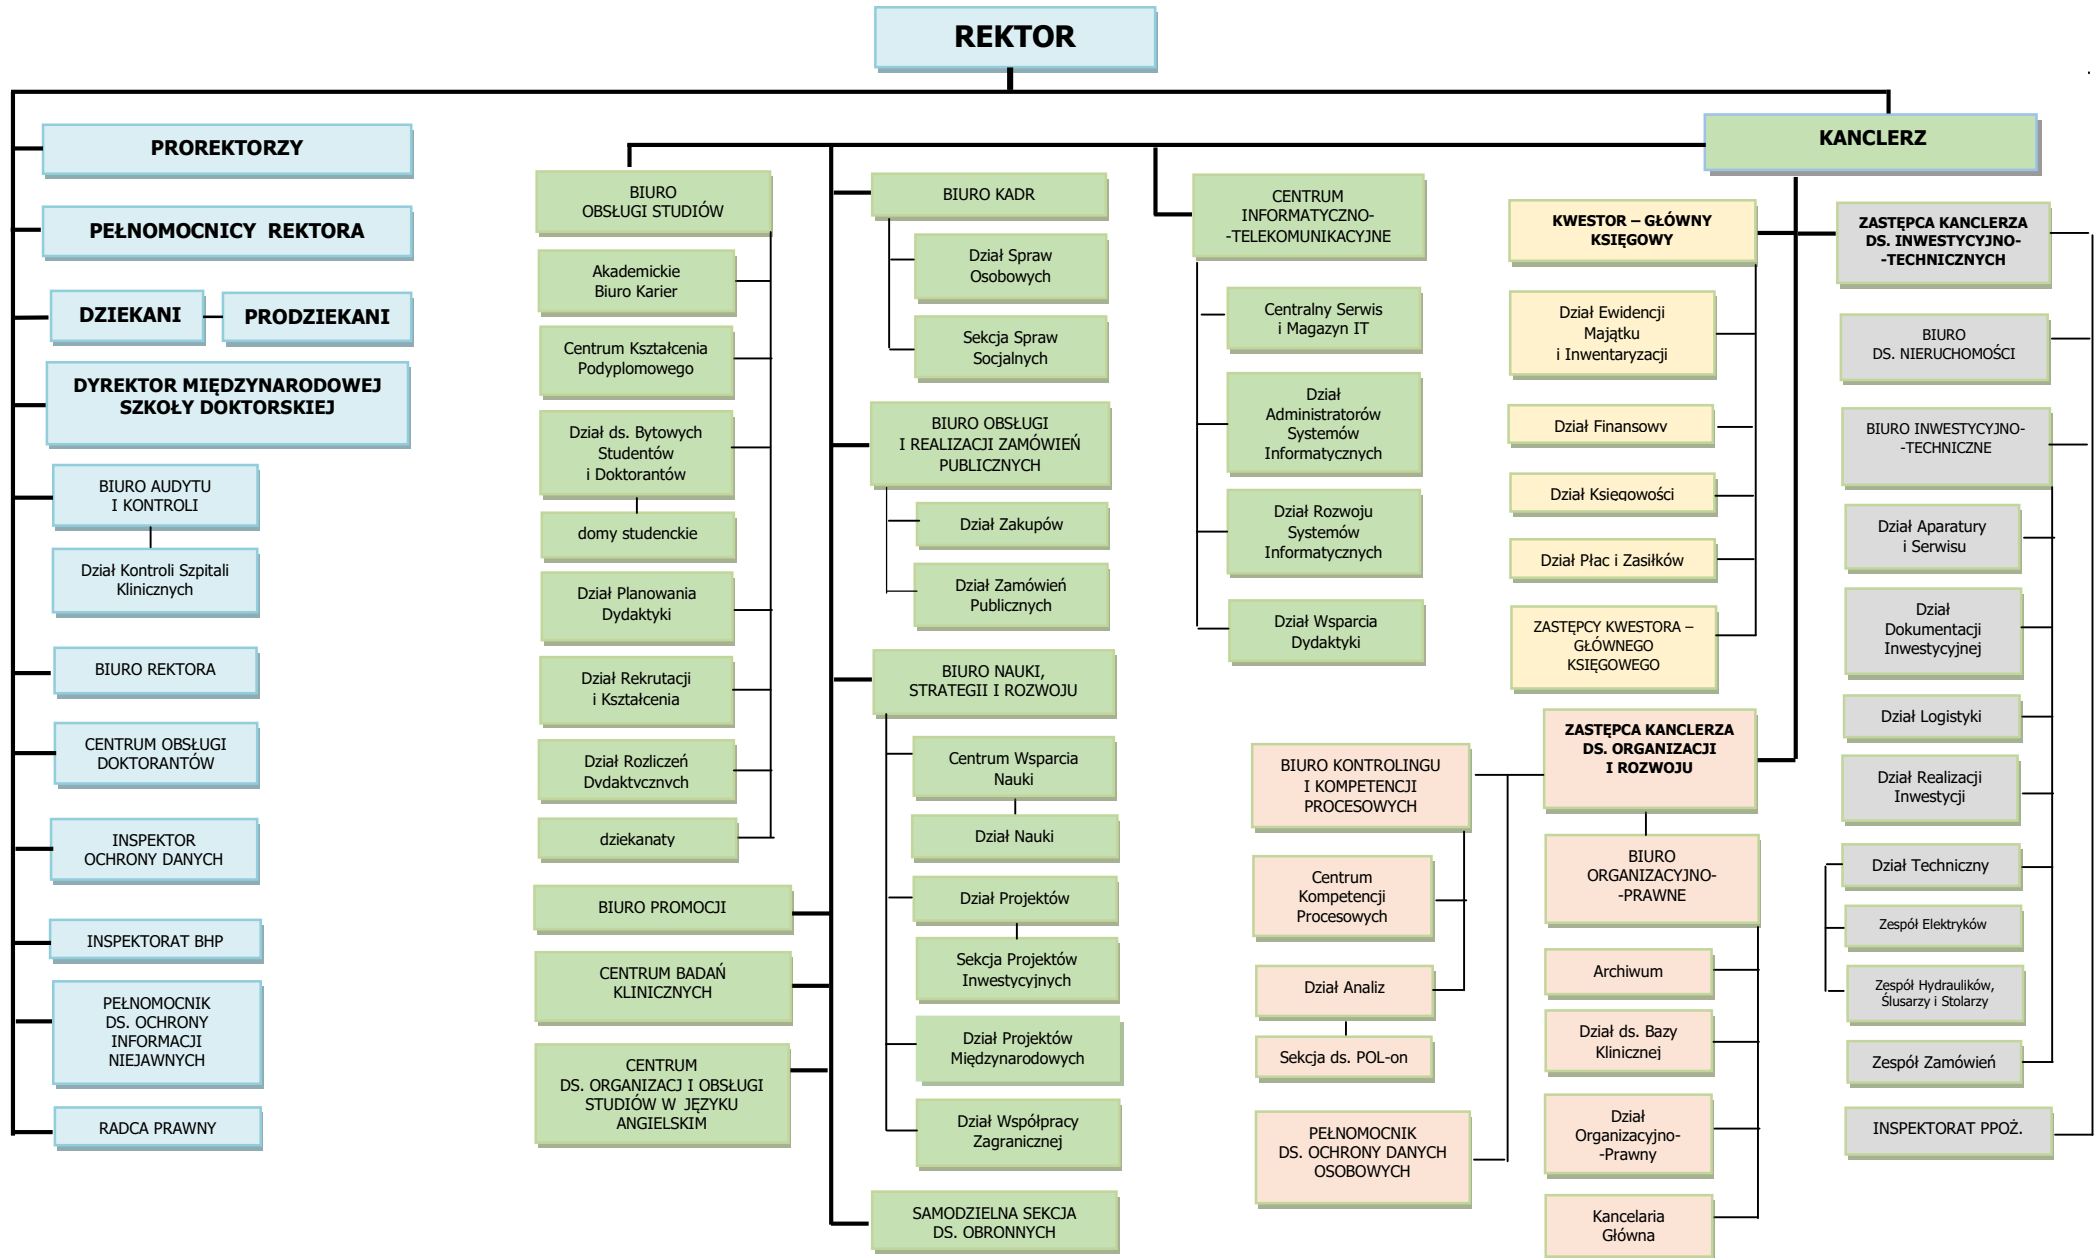 REKTOR
PROREKTORZY
PEŁNOMOCNICY REKTORA
DZIEKANI
PRODZIEKANI
DYREKTOR MIĘDZYNARODOWEJ
SZKOŁY DOKTORSKIEJ
BIURO AUDYTU
I KONTROLI
Dział Kontroli Szpitali
Klinicznych
BIURO REKTORA
CENTRUM OBSŁUGI
DOKTORANTÓW
INSPEKTOR
OCHRONY DANYCH
INSPEKTORAT BHP
PEŁNOMOCNIK
DS. OCHRONY
INFORMACJI
NIEJAWNYCH
RADCA PRAWNY
KANCLERZ
BIURO
OBSŁUGI STUDIÓW
Akademickie
Biuro Karier
Centrum Kształcenia
Podyplomowego
Dział ds. Bytowych
Studentów
i Doktorantów
domy studenckie
Dział Planowania
Dydaktyki
Dział Rekrutacji
i Kształcenia
Dział Rozliczeń
Dydaktycznych
dziekanaty
BIURO PROMOCJI
CENTRUM BADAŃ
KLINICZNYCH
CENTRUM
DS. ORGANIZACJ I OBSŁUGI
STUDIÓW W JĘZYKU
ANGIELSKIM
BIURO KADR
Dział Spraw
Osobowych
Sekcja Spraw
Socjalnych
BIURO OBSŁUGI
I REALIZACJI ZAMÓWIEŃ
PUBLICZNYCH
Dział Zakupów
Dział Zamówień
Publicznych
BIURO NAUKI,
STRATEGII I ROZWOJU
Centrum Wsparcia
Nauki
Dział Nauki
Dział Projektów
Sekcja Projektów
Inwestycyjnych
Dział Projektów
Międzynarodowych
Dział Współpracy
Zagranicznej
SAMODZIELNA SEKCJA
DS. OBRONNYCH
CENTRUM
INFORMATYCZNO-
-TELEKOMUNIKACYJNE
Centralny Serwis
i Magazyn IT
Dział
Administratorów
Systemów
Informatycznych
Dział Rozwoju
Systemów
Informatycznych
Dział Wsparcia
Dydaktyki
KWESTOR – GŁÓWNY
KSIĘGOWY
Dział Ewidencji
Majątku
i Inwentaryzacji
Dział Finansowy
Dział Księgowości
Dział Płac i Zasiłków
ZASTĘPCY KWESTORA –
GŁÓWNEGO
KSIĘGOWEGO
ZASTĘPCA KANCLERZA
DS. ORGANIZACJI
I ROZWOJU
BIURO KONTROLINGU
I KOMPETENCJI
PROCESOWYCH
Centrum
Kompetencji
Procesowych
Dział Analiz
Sekcja ds. POL-on
PEŁNOMOCNIK
DS. OCHRONY DANYCH
OSOBOWYCH
BIURO
ORGANIZACYJNO-
-PRAWNE
Archiwum
Dział ds. Bazy
Klinicznej
Dział
Organizacyjno-
-Prawny
Kancelaria
Główna
ZASTĘPCA KANCLERZA
DS. INWESTYCYJNO-
-TECHNICZNYCH
BIURO
DS. NIERUCHOMOŚCI
BIURO INWESTYCYJNO-
-TECHNICZNE
Dział Aparatury
i Serwisu
Dział
Dokumentacji
Inwestycyjnej
Dział Logistyki
Dział Realizacji
Inwestycji
Dział Techniczny
Zespół Elektryków
Zespół Hydraulików,
Ślusarzy i Stolarzy
Zespół Zamówień
INSPEKTORAT PPOŻ.